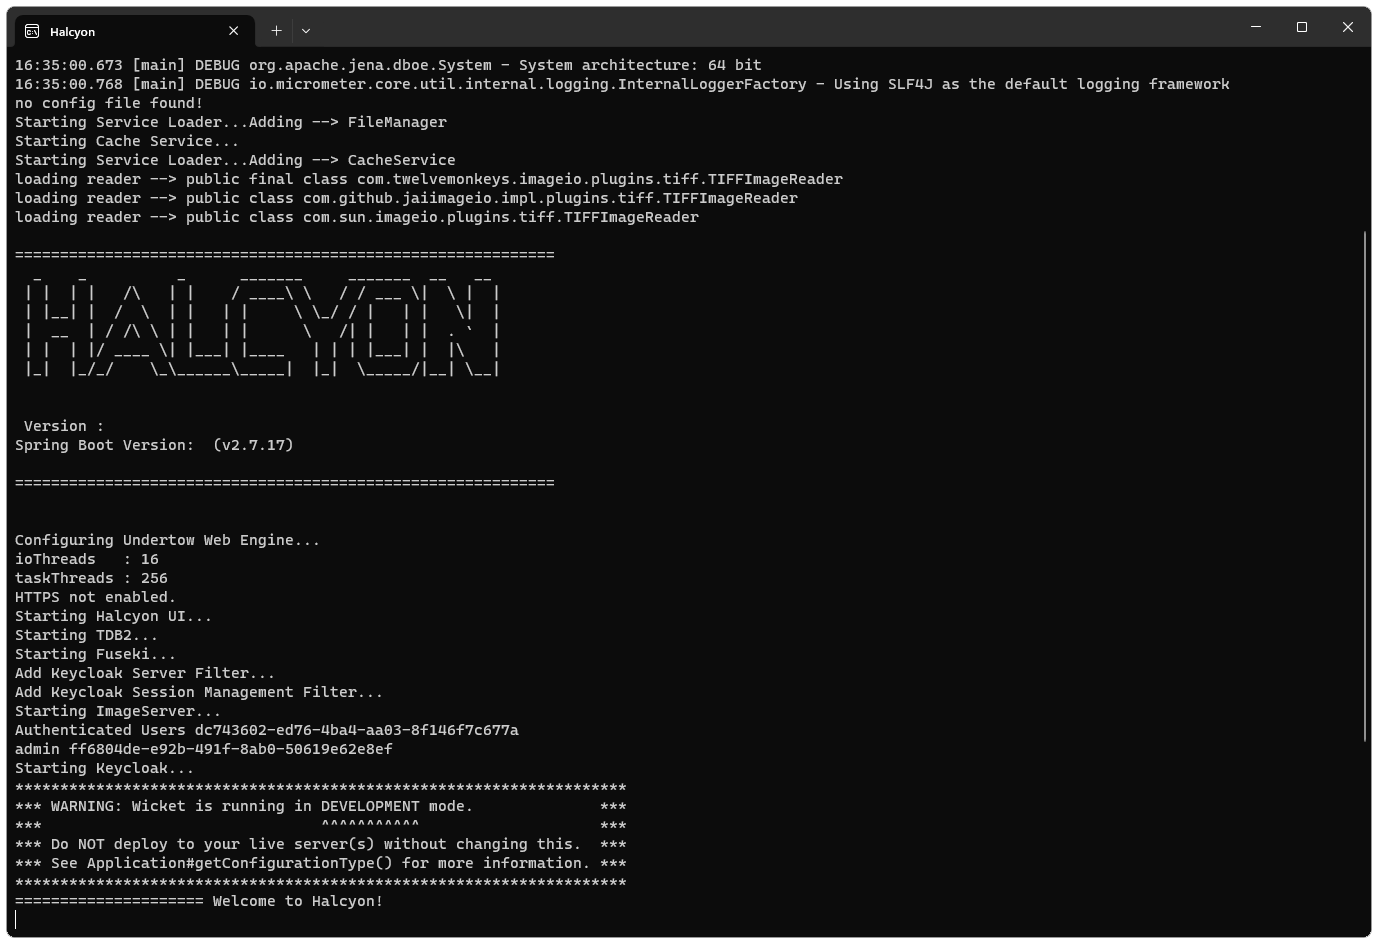 Halcyon
16:35:00.673 [main] DEBUG org.apache.jena.dboe.System - System architecture: 64 bit
16:35:00.768 [main] DEBUG io.micrometer.core.util.internal.logging.InternalLoggerFactory - Using SLF4J as the default logging framework
no config file found!
Starting Service Loader...Adding --> FileManager
Starting Cache Service...
Starting Service Loader...Adding --> CacheService
loading reader --> public final class com.twelvemonkeys.imageio.plugins.tiff.TIFFImageReader
loading reader --> public class com.github.jaiimageio.impl.plugins.tiff.TIFFImageReader
loading reader --> public class com.sun.imageio.plugins.tiff.TIFFImageReader
============================================================
HALCYON
Version :
Spring Boot Version:  (v2.7.17)
============================================================
Configuring Undertow Web Engine...
ioThreads   : 16
taskThreads : 256
HTTPS not enabled.
Starting Halcyon UI...
Starting TDB2...
Starting Fuseki...
Add Keycloak Server Filter...
Add Keycloak Session Management Filter...
Starting ImageServer...
Authenticated Users dc743602-ed76-4ba4-aa03-8f146f7c677a
admin ff6804de-e92b-491f-8ab0-50619e62e8ef
Starting Keycloak...
********************************************************************
*** WARNING: Wicket is running in DEVELOPMENT mode.              ***
***                               ^^^^^^^^^^^                    ***
*** Do NOT deploy to your live server(s) without changing this.  ***
*** See Application#getConfigurationType() for more information. ***
********************************************************************
===================== Welcome to Halcyon!